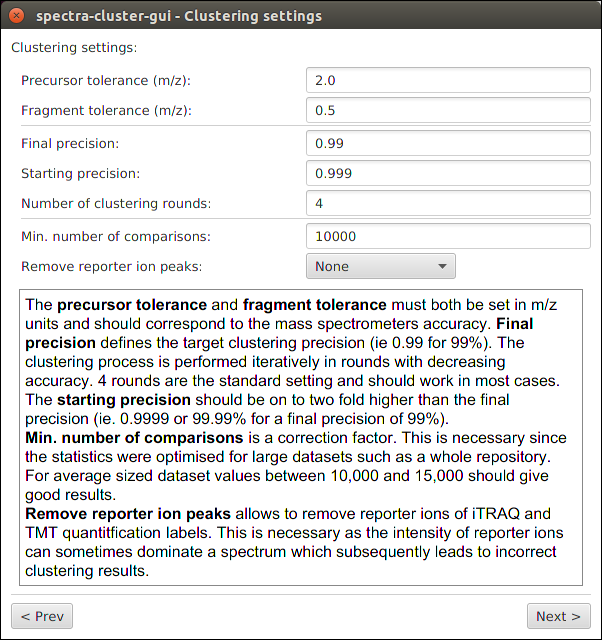 spectra-cluster-gui - Clustering settings
Clustering settings:
Precursor tolerance (m/z): 2.0
Fragment tolerance (m/z): 0.5
Final precision: 0.99
Starting precision: 0.999
Number of clustering rounds: 4
Min. number of comparisons: 10000
Remove reporter ion peaks: None
The precursor tolerance and fragment tolerance must both be set in m/z
units and should correspond to the mass spectrometers accuracy. Final
precision defines the target clustering precision (ie 0.99 for 99%). The
clustering process is performed iteratively in rounds with decreasing
accuracy. 4 rounds are the standard setting and should work in most cases.
The starting precision should be on to two fold higher than the final
precision (ie. 0.9999 or 99.99% for a final precision of 99%).
Min. number of comparisons is a correction factor. This is necessary since
the statistics were optimised for large datasets such as a whole repository.
For average sized dataset values between 10,000 and 15,000 should give
good results.
Remove reporter ion peaks allows to remove reporter ions of iTRAQ and
TMT quantitfication labels. This is necessary as the intensity of reporter ions
can sometimes dominate a spectrum which subsequently leads to incorrect
clustering results.
< Prev Next >